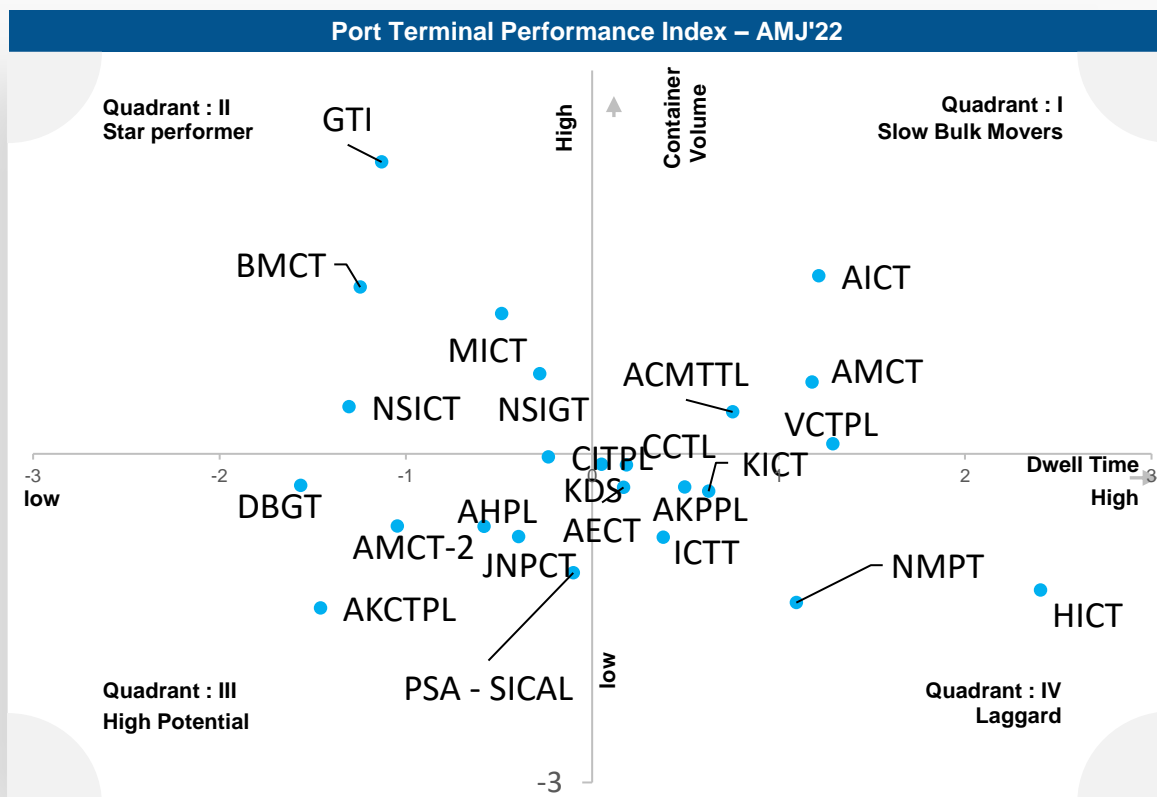 Port Terminal Performance Index – AMJ'22
Quadrant : II
Star performer
GTI
High
Container
Volume
Quadrant : I
Slow Bulk Movers
BMCT
AICT
MICT
ACMTTL
AMCT
NSICT
NSIGT
VCTPL
CITPL
CCTL
KICT
Dwell Time
-3
-2
-1
0
1
2
3
low
High
DBGT
KDS
AHPL
AKPPL
AMCT-2
AECT
JNPCT
ICTT
NMPT
AKCTPL
HICT
PSA - SICAL
low
Quadrant : III
High Potential
Quadrant : IV
Laggard
-3